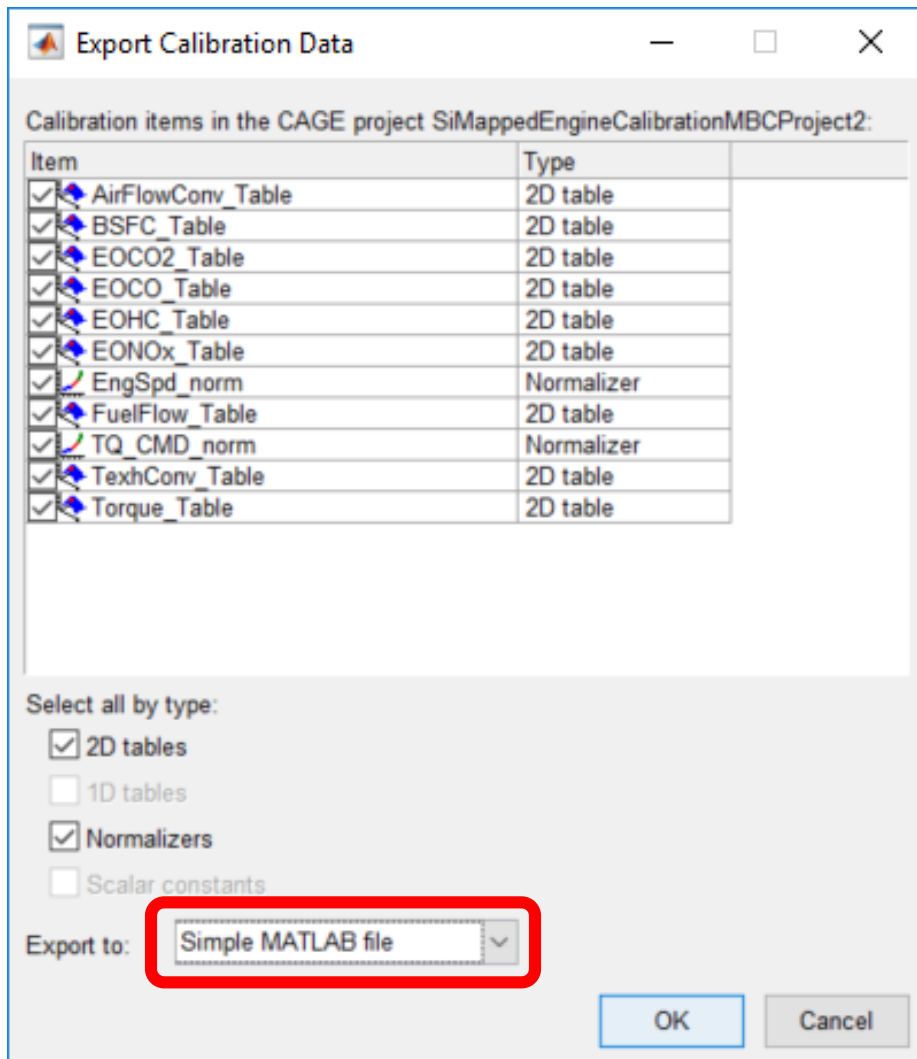 Export Calibration Data
Calibration items in the CAGE project SiMappedEngineCalibrationMBCProject2:
Item Type
AirFlowConv_Table 2D table
BSFC_Table 2D table
EOCO2_Table 2D table
EOCO_Table 2D table
EOHC_Table 2D table
EONOx_Table 2D table
EngSpd_norm Normalizer
FuelFlow_Table 2D table
TQ_CMD_norm Normalizer
TexhConv_Table 2D table
Torque_Table 2D table
Select all by type:
2D tables
1D tables
Normalizers
Scalar constants
Export to: Simple MATLAB file
OK Cancel